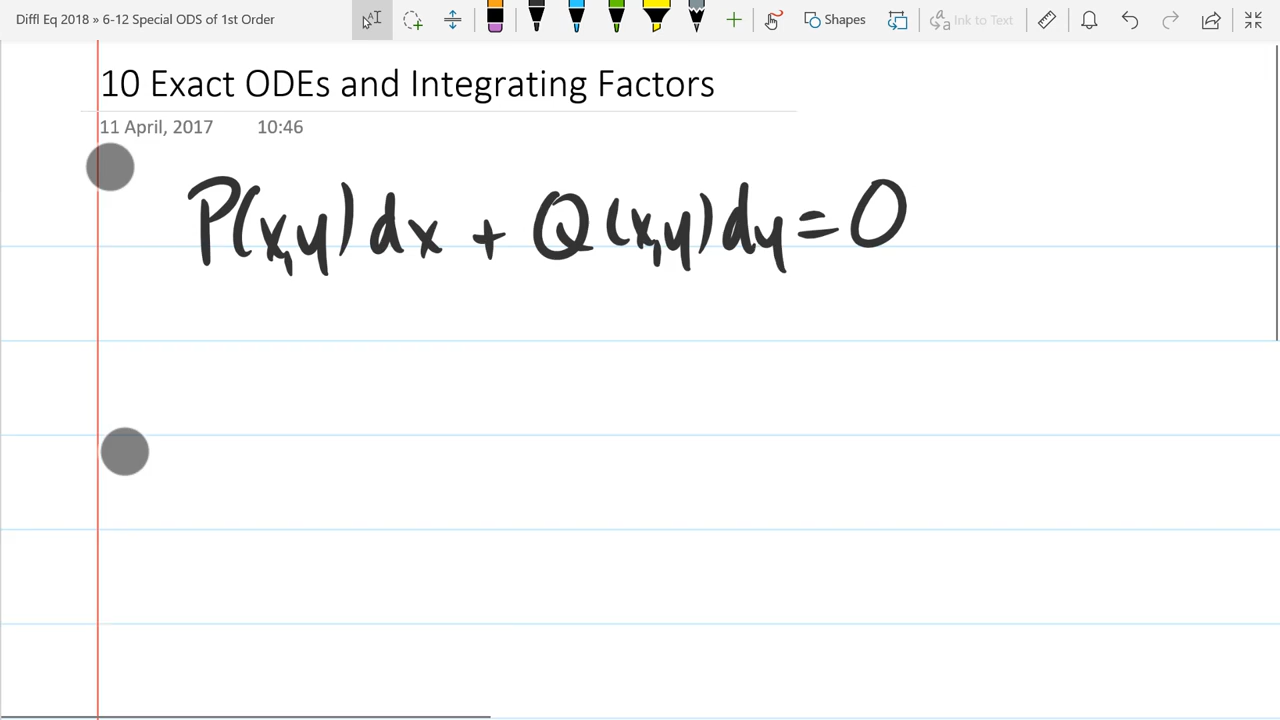 Diffl Eq 2018 » 6-12 Special ODS of 1st Order
Shapes
Ink to Text
10 Exact ODEs and Integrating Factors
11 April, 2017 10:46
P(x,y)dx + Q(x,y)dy=0